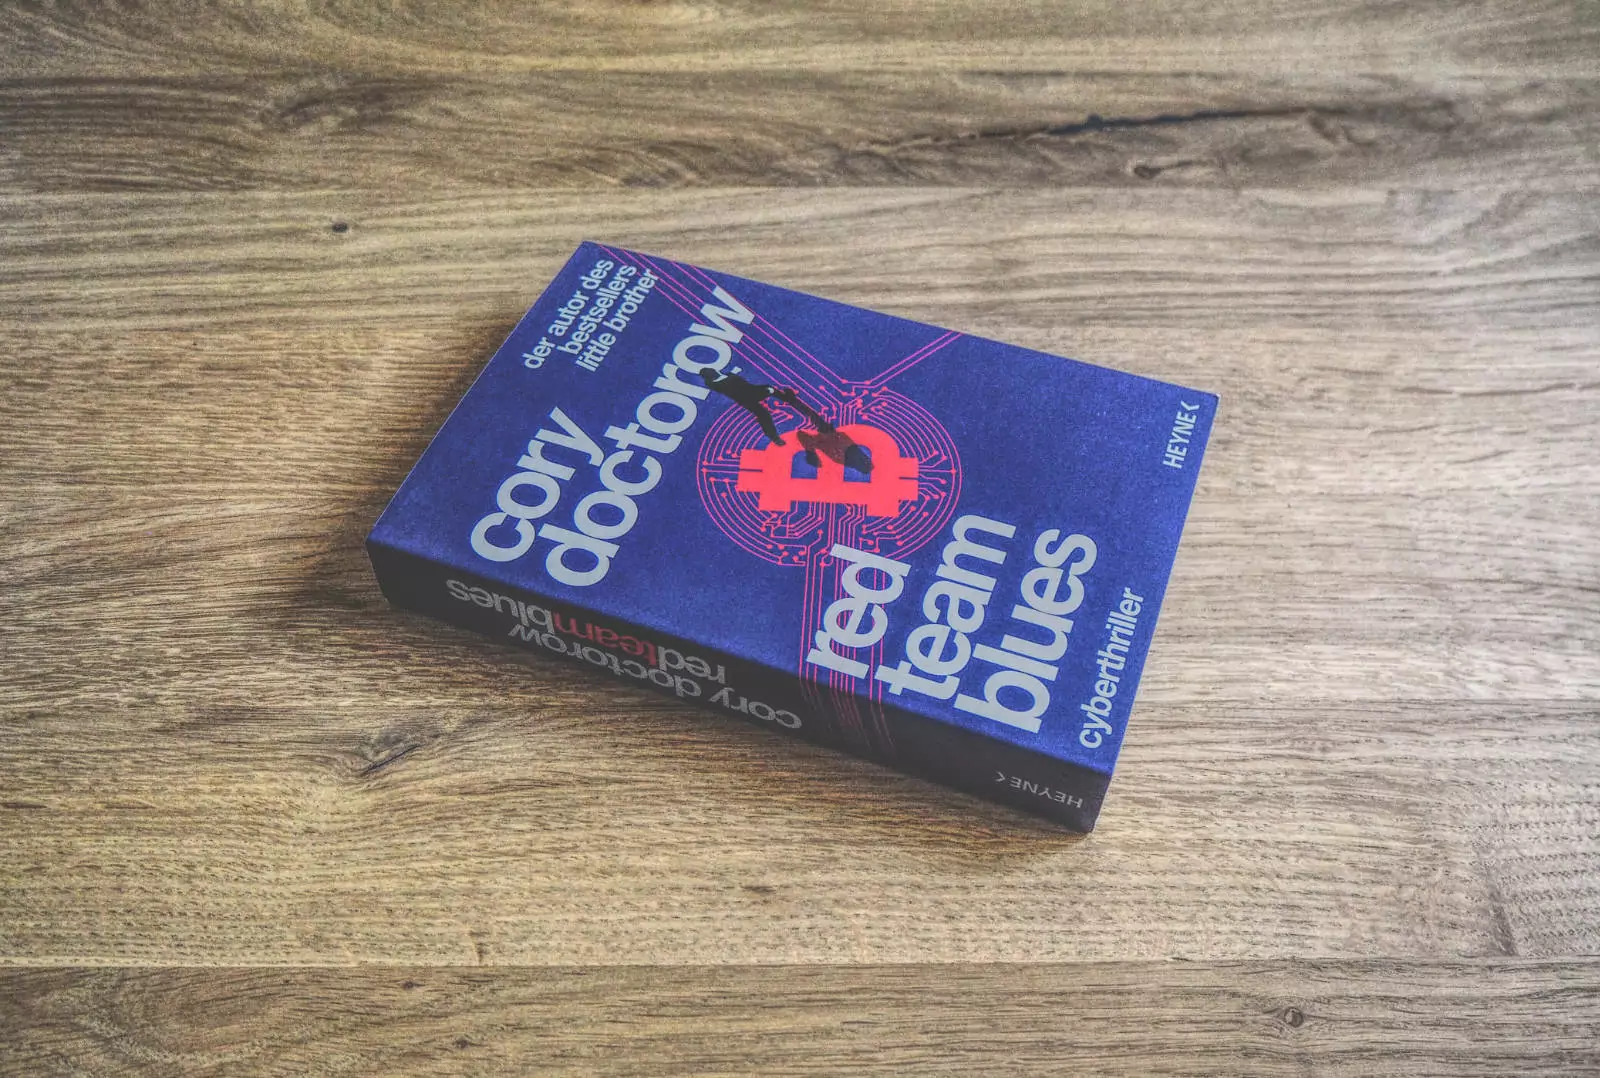 der autor des
bestsellers
little brother
cory
doctorow
red
team
blues
cyberthriller
HEYNE<
cory doctorow
redteamblues
HEYNE<